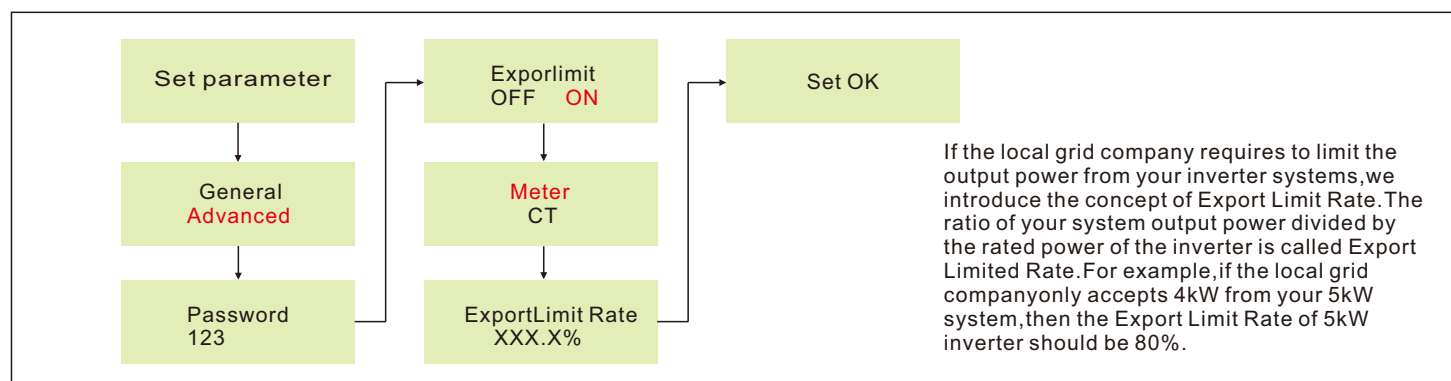 Set parameter
General
Advanced
Password
123
Exporlimit
OFF ON
Meter
CT
ExportLimit Rate
XXX.X%
Set OK
If the local grid company requires to limit the
output power from your inverter systems,we
introduce the concept of Export Limit Rate.The
ratio of your system output power divided by
the rated power of the inverter is called Export
Limited Rate.For example,if the local grid
companyonly accepts 4kW from your 5kW
system,then the Export Limit Rate of 5kW
inverter should be 80%.